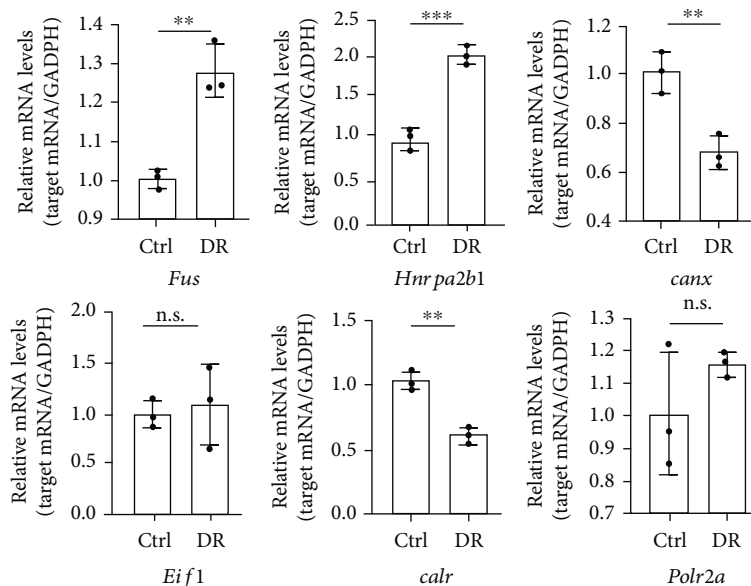 Relative mRNA levels
(target mRNA/GADPH)
1.4
1.3
1.2
1.1
1.0
0.9
**
Ctrl DR
Fus
Relative mRNA levels
(target mRNA/GADPH)
2.0
2.0
1.5
1.0
0.5
2.0
***
Ctrl DR
Hnrpa2b1
Relative mRNA levels
(target mRNA/GADPH)
1.2
1.0
0.8
0.6
0.4
**
Ctrl DR
canx
Relative mRNA levels
(target mRNA/GADPH)
2.0
1.5
1.0
0.5
0.0
n.s.
Ctrl DR
Eif1
Relative mRNA levels
(target mRNA/GADPH)
1.5
1.0
0.5
0.0
**
Ctrl DR
calr
Relative mRNA levels
(target mRNA/GADPH)
1.3
1.2
1.1
1.0
0.9
0.8
0.7
n.s.
Ctrl DR
Polr2a